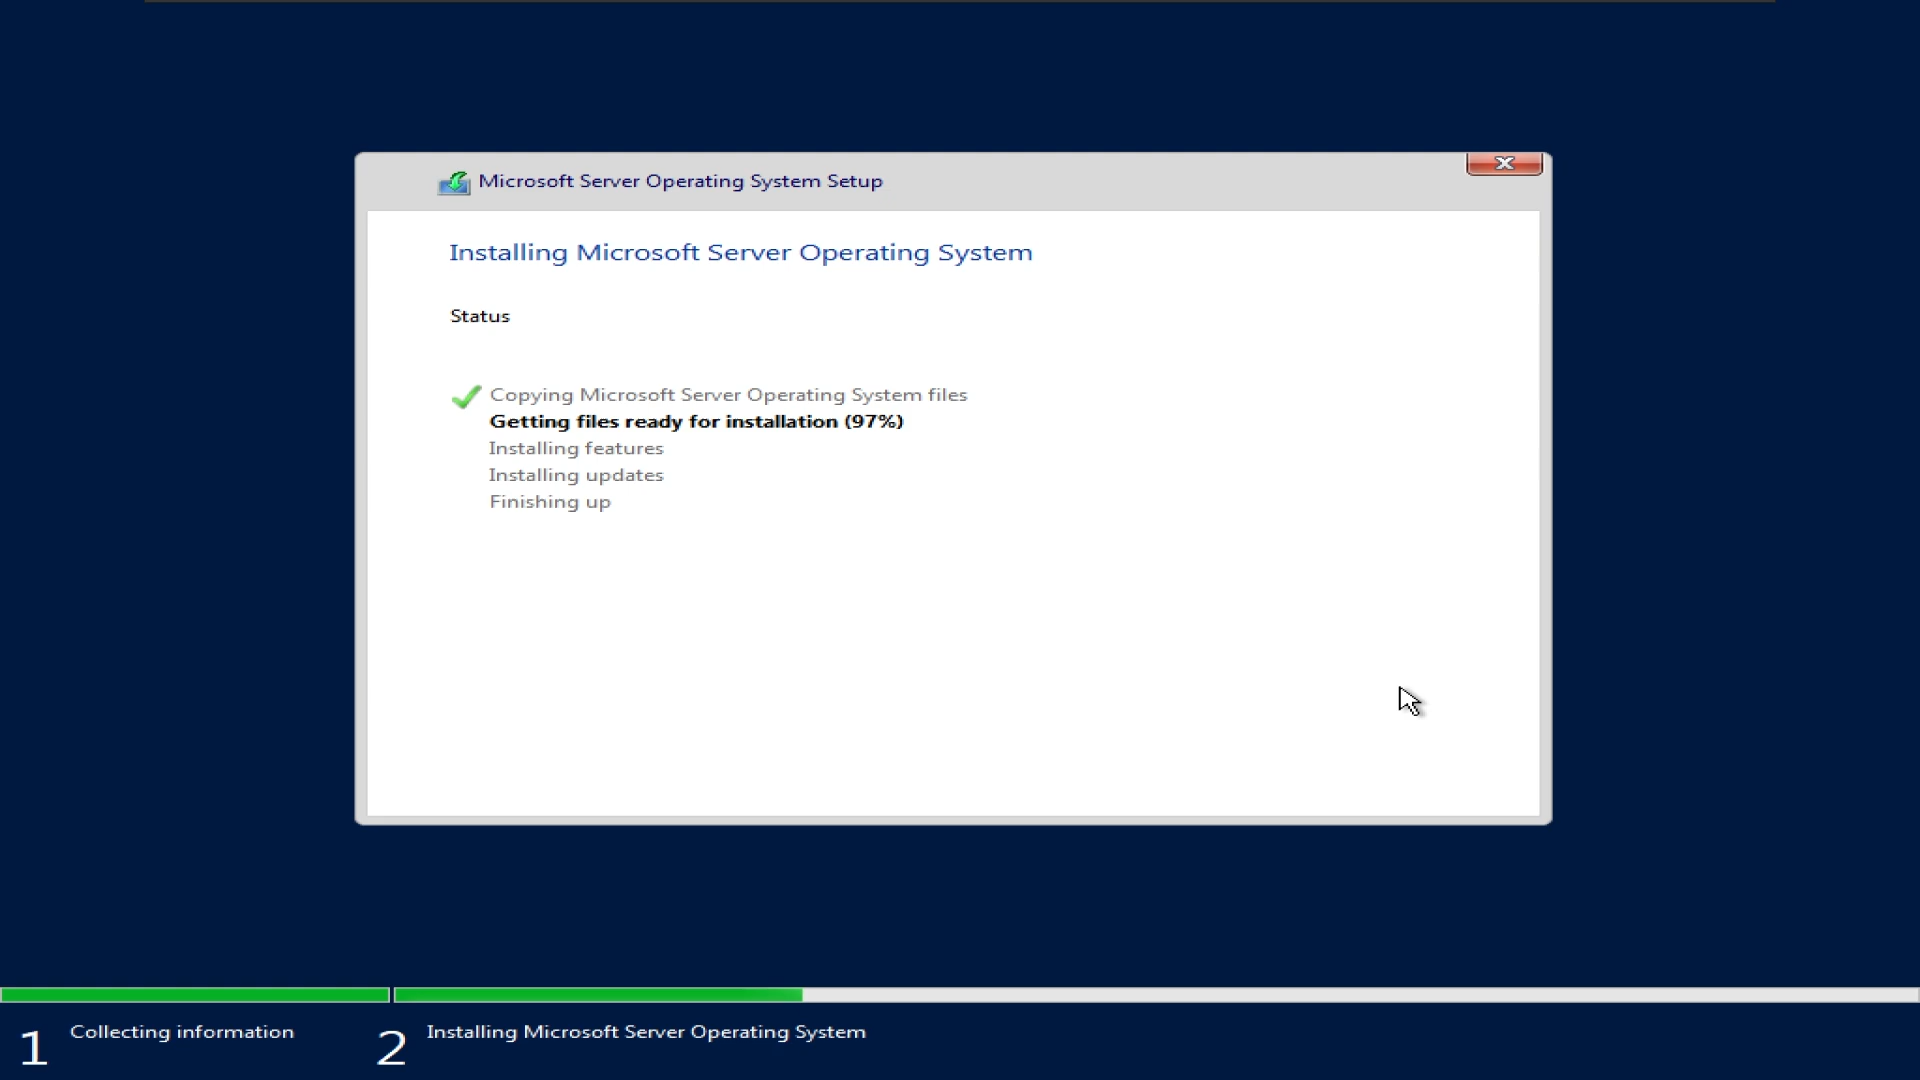 Microsoft Server Operating System Setup
Installing Microsoft Server Operating System
Status
Copying Microsoft Server Operating System files
Getting files ready for installation (97%)
Installing features
Installing updates
Finishing up
1 Collecting information
2 Installing Microsoft Server Operating System